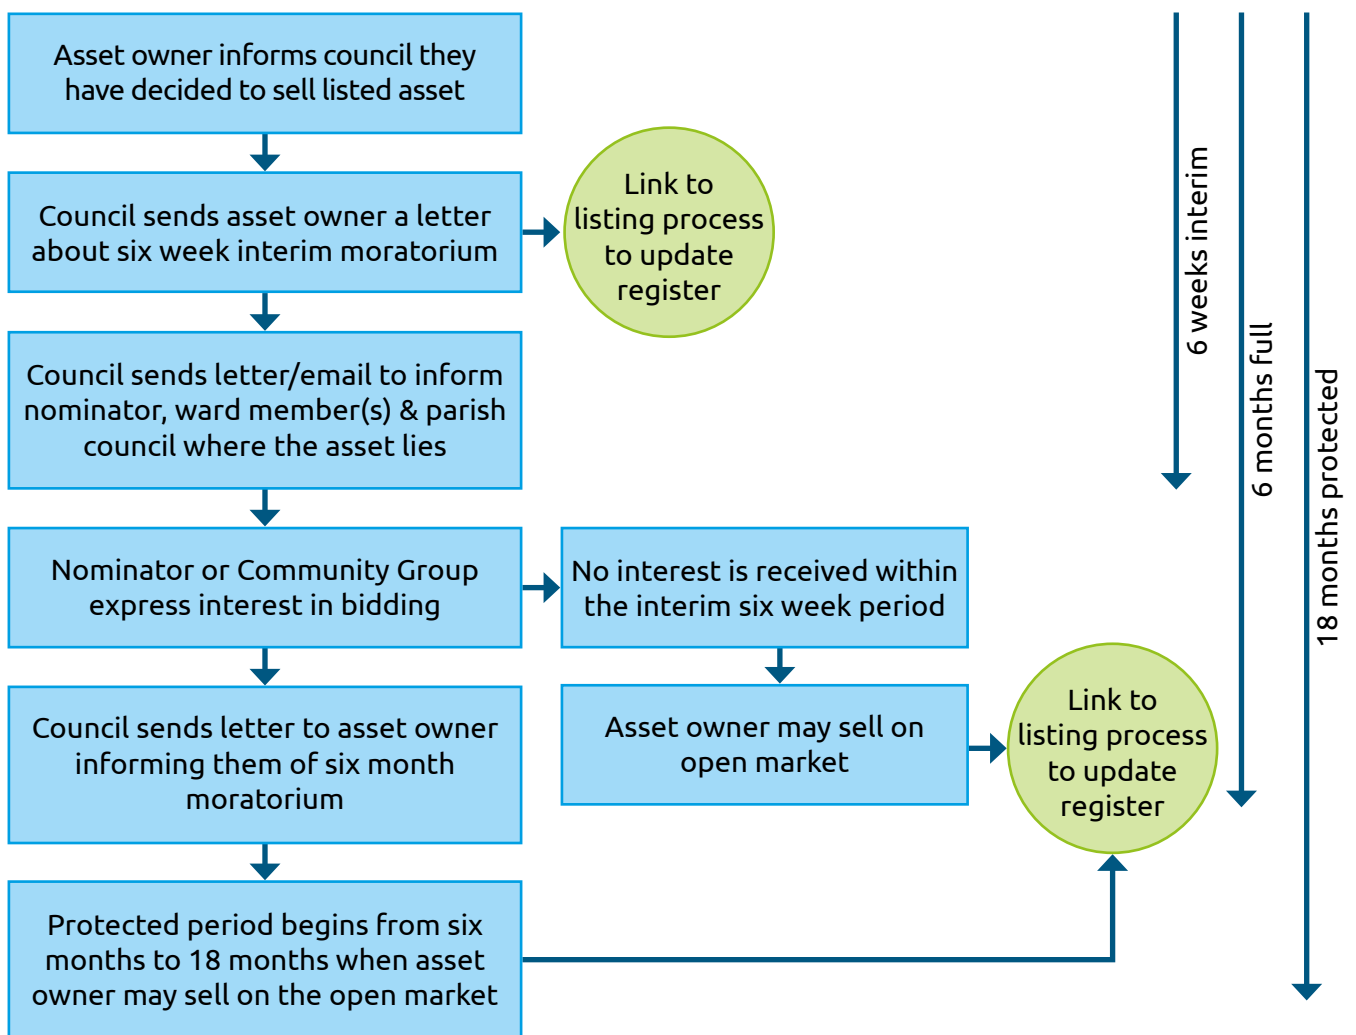 Asset owner informs council they
have decided to sell listed asset
Council sends asset owner a letter
about six week interim moratorium
Link to
listing process
to update
register
Council sends letter/email to inform
nominator, ward member(s) & parish
council where the asset lies
Nominator or Community Group
express interest in bidding
No interest is received within
the interim six week period
Council sends letter to asset owner
informing them of six month
moratorium
Asset owner may sell on
open market
Link to
listing process
to update
register
Protected period begins from six
months to 18 months when asset
owner may sell on the open market
6 weeks interim
6 months full
18 months protected